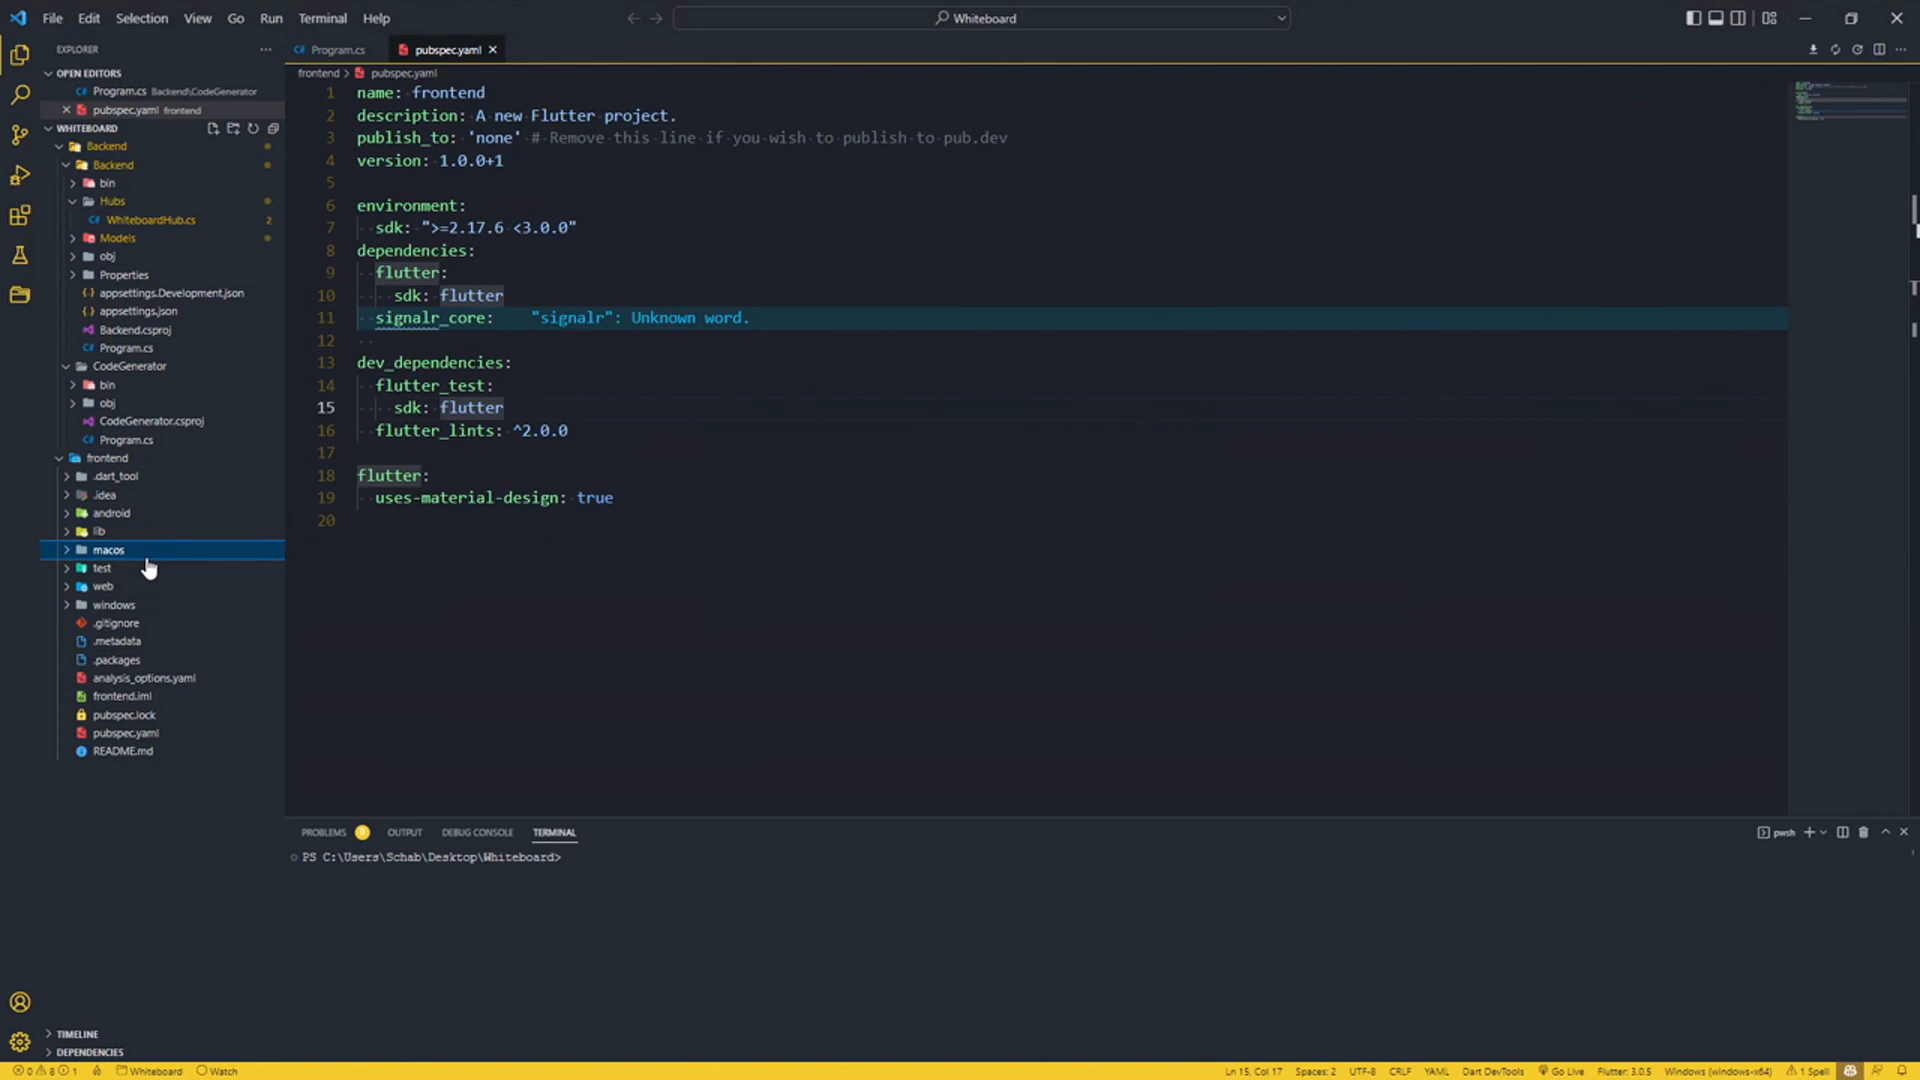 File Edit Selection View Go Run Terminal Help
Whiteboard
EXPLORER
OPEN EDITORS
Program.cs Backend\CodeGenerator
pubspec.yaml frontend
WHITEBOARD
Backend
Backend
bin
Hubs
WhiteboardHub.cs 2
Models
obj
Properties
appsettings.Development.json
appsettings.json
Backend.csproj
Program.cs
CodeGenerator
bin
obj
CodeGenerator.csproj
Program.cs
frontend
.dart_tool
.idea
android
lib
macos
test
web
windows
.gitignore
.metadata
.packages
analysis_options.yaml
frontend.iml
pubspec.lock
pubspec.yaml
README.md
TIMELINE
DEPENDENCIES
Program.cs pubspec.yaml
frontend > pubspec.yaml
1 name: frontend
2 description: A new Flutter project.
3 publish_to: 'none' # Remove this line if you wish to publish to pub.dev
4 version: 1.0.0+1
5
6 environment:
7 sdk: ">=2.17.6 <3.0.0"
8 dependencies:
9 flutter:
10 sdk: flutter
11 signalr_core: "signalr": Unknown word.
12
13 dev_dependencies:
14 flutter_test:
15 sdk: flutter
16 flutter_lints: ^2.0.0
17
18 flutter:
19 uses-material-design: true
20
PROBLEMS 9 OUTPUT DEBUG CONSOLE TERMINAL
pwsh
PS C:\Users\Schab\Desktop\Whiteboard>
0 8 1 Whiteboard Watch
Ln 15, Col 17 Spaces: 2 UTF-8 CRLF YAML Dart DevTools Go Live Flutter: 3.0.5 Windows (windows-x64) 1 Spell